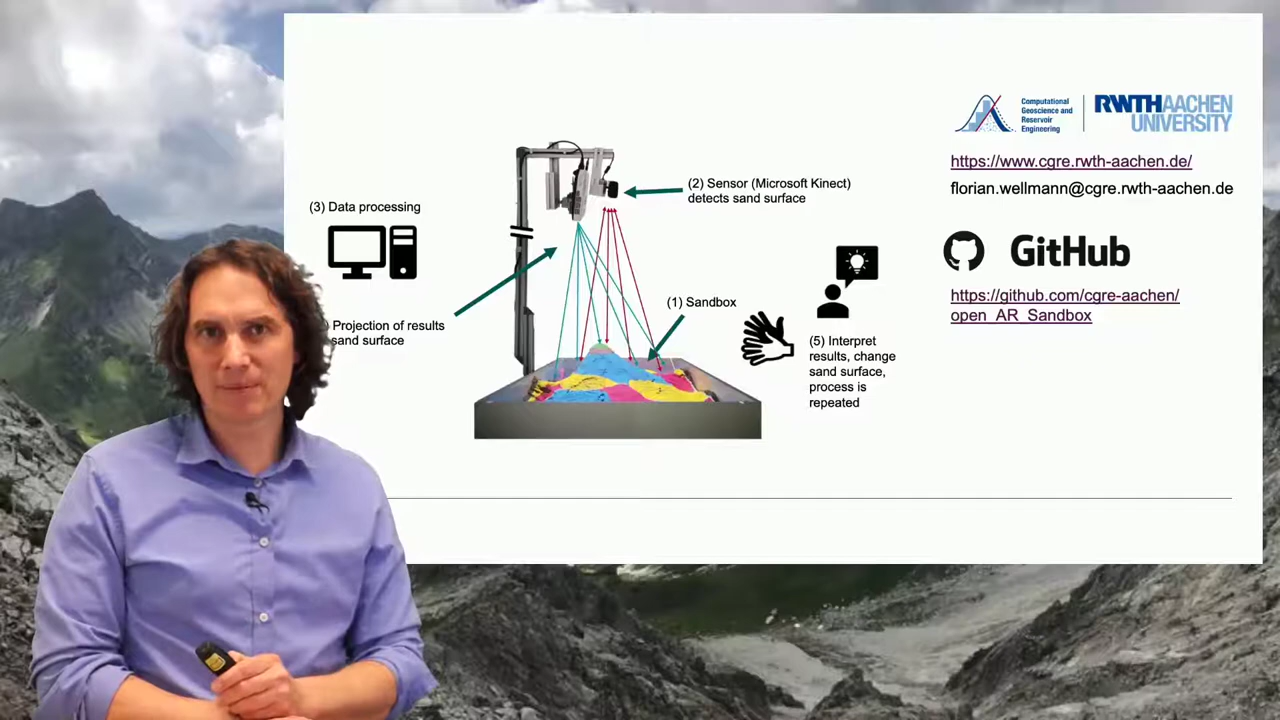 Computational
Geoscience and
Reservoir
Engineering
RWTHAACHEN
UNIVERSITY
https://www.cgre.rwth-aachen.de/
florian.wellmann@cgre.rwth-aachen.de
GitHub
https://github.com/cgre-aachen/
open_AR_Sandbox
(2) Sensor (Microsoft Kinect)
detects sand surface
(3) Data processing
(1) Sandbox
Projection of results
sand surface
(5) Interpret
results, change
sand surface,
process is
repeated